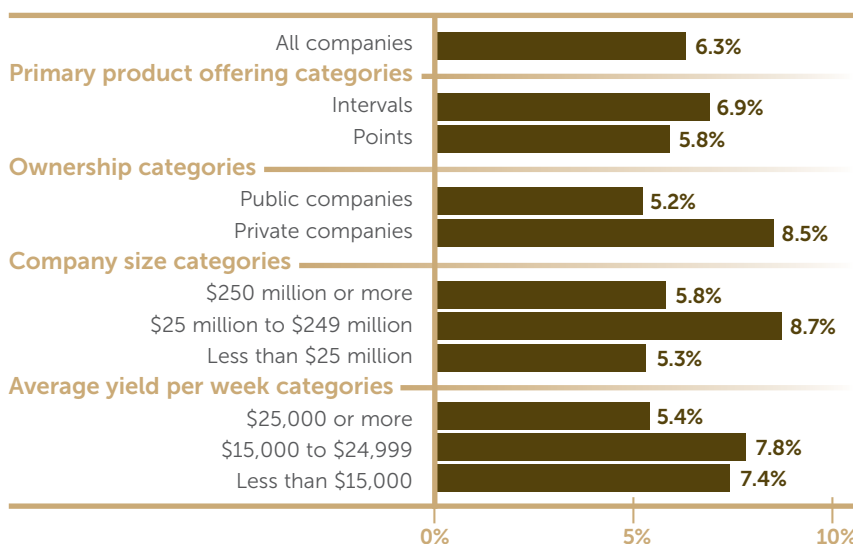 All companies 6.3%
Primary product offering categories
Intervals 6.9%
Points 5.8%
Ownership categories
Public companies 5.2%
Private companies 8.5%
Company size categories
$250 million or more 5.8%
$25 million to $249 million 8.7%
Less than $25 million 5.3%
Average yield per week categories
$25,000 or more 5.4%
$15,000 to $24,999 7.8%
Less than $15,000 7.4%
0% 5% 10%